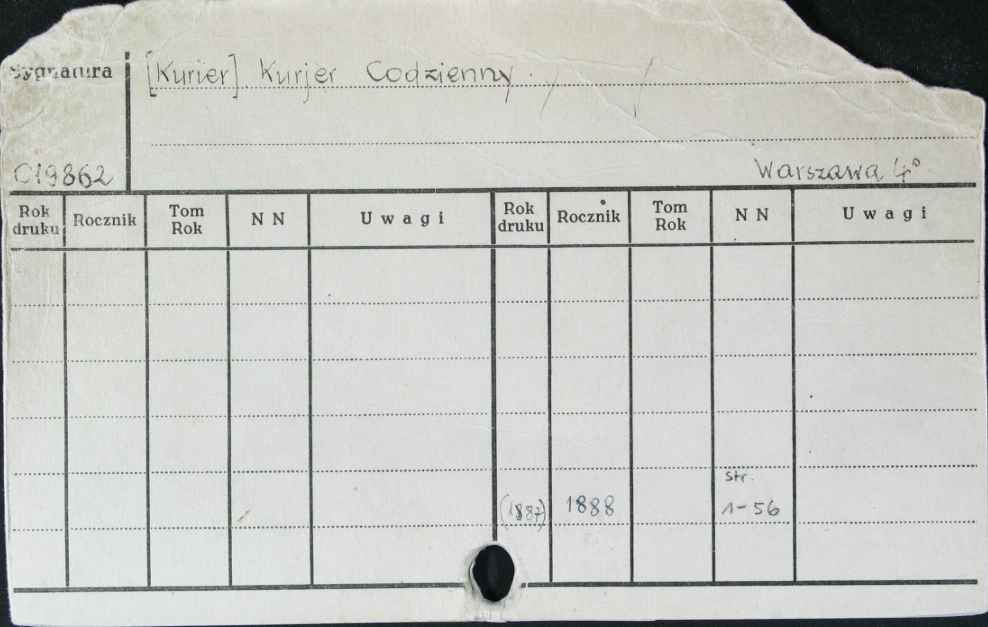 Sygnatura
[Kurier] Kurjer Codzienny
C19862
Warszawa 4°
Rok druku Rocznik Tom Rok N N Uwagi Rok druku Rocznik Tom Rok N N Uwagi
str.
(1887) 1888 1-56